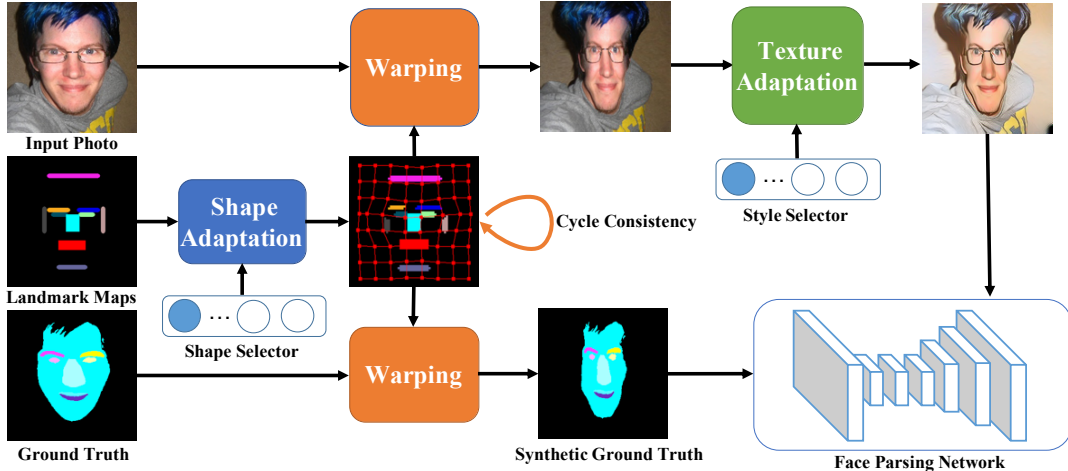 Warping
Texture
Adaptation
Input Photo
Shape
Adaptation
Cycle Consistency
Style Selector
Landmark Maps
Shape Selector
Warping
Ground Truth
Synthetic Ground Truth
Face Parsing Network